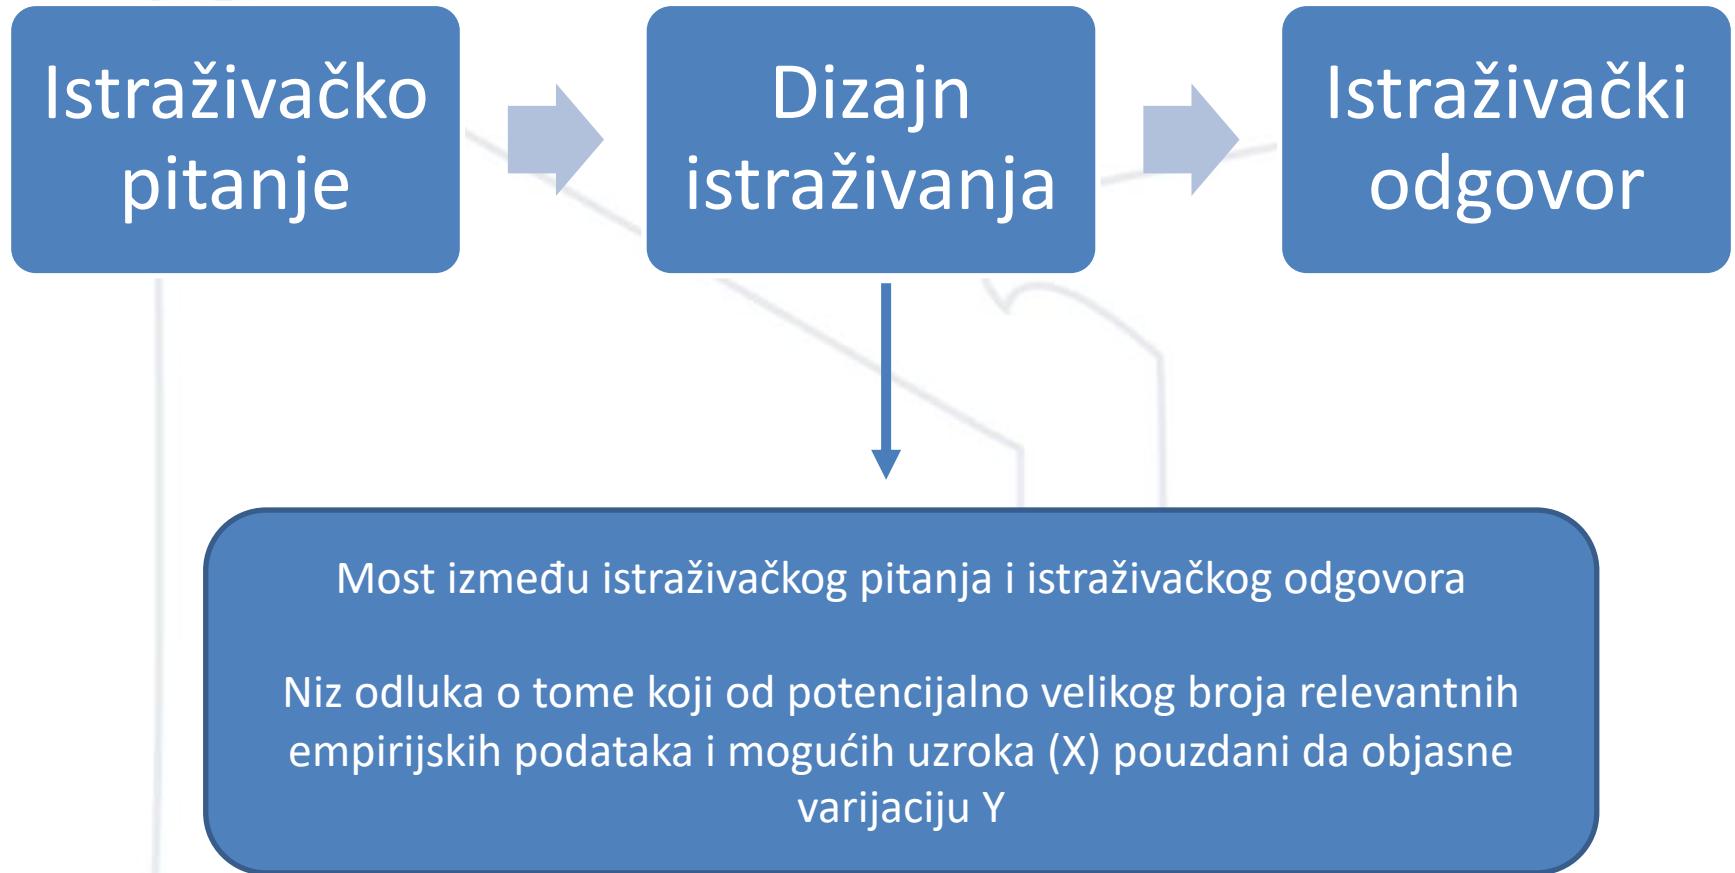 Istraživačko
pitanje
Dizajn
istraživanja
Istraživački
odgovor
Most između istraživačkog pitanja i istraživačkog odgovora
Niz odluka o tome koji od potencijalno velikog broja relevantnih
empirijskih podataka i mogućih uzroka (X) pouzdani da objasne
varijaciju Y